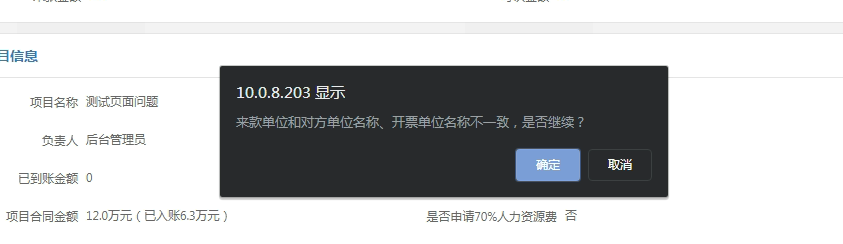 目信息
项目名称 测试页面问题
负责人 后台管理员
已到账金额 0
项目合同金额 12.0万元（已入账6.3万元） 是否申请70%人力资源费 否
10.0.8.203 显示
来款单位和对方单位名称、开票单位名称不一致，是否继续？
确定 取消